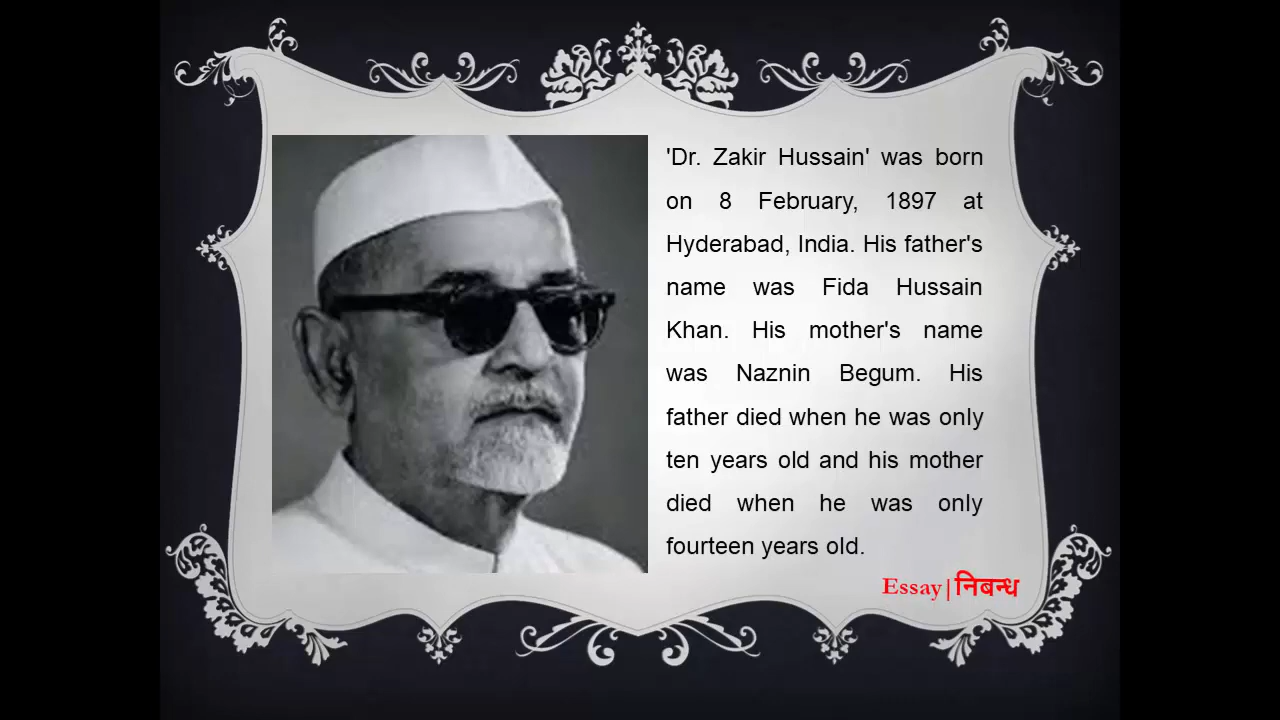 'Dr. Zakir Hussain' was born
on 8 February, 1897 at
Hyderabad, India. His father's
name was Fida Hussain
Khan. His mother's name
was Naznin Begum. His
father died when he was only
ten years old and his mother
died when he was only
fourteen years old.
Essay|निबन्ध